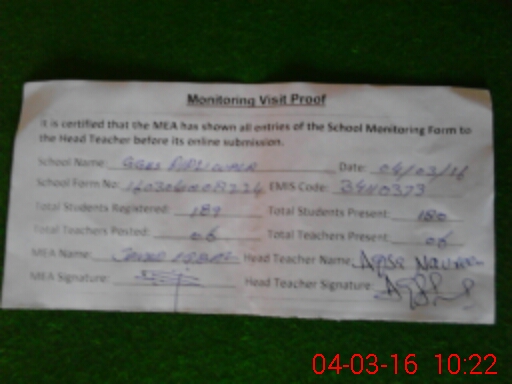 Monitoring Visit Proof
It is certified that the MEA has shown all entries of the School Monitoring Form to
the Head Teacher before its online submission.
School Name: GGES Date: 04/03/16
School Form No: EMIS Code:
Total Students Registered: 189 Total Students Present: 180
Total Teachers Posted: 06 Total Teachers Present: 06
MEA Name: Head Teacher Name:
MEA Signature: Head Teacher Signature:
04-03-16 10:22